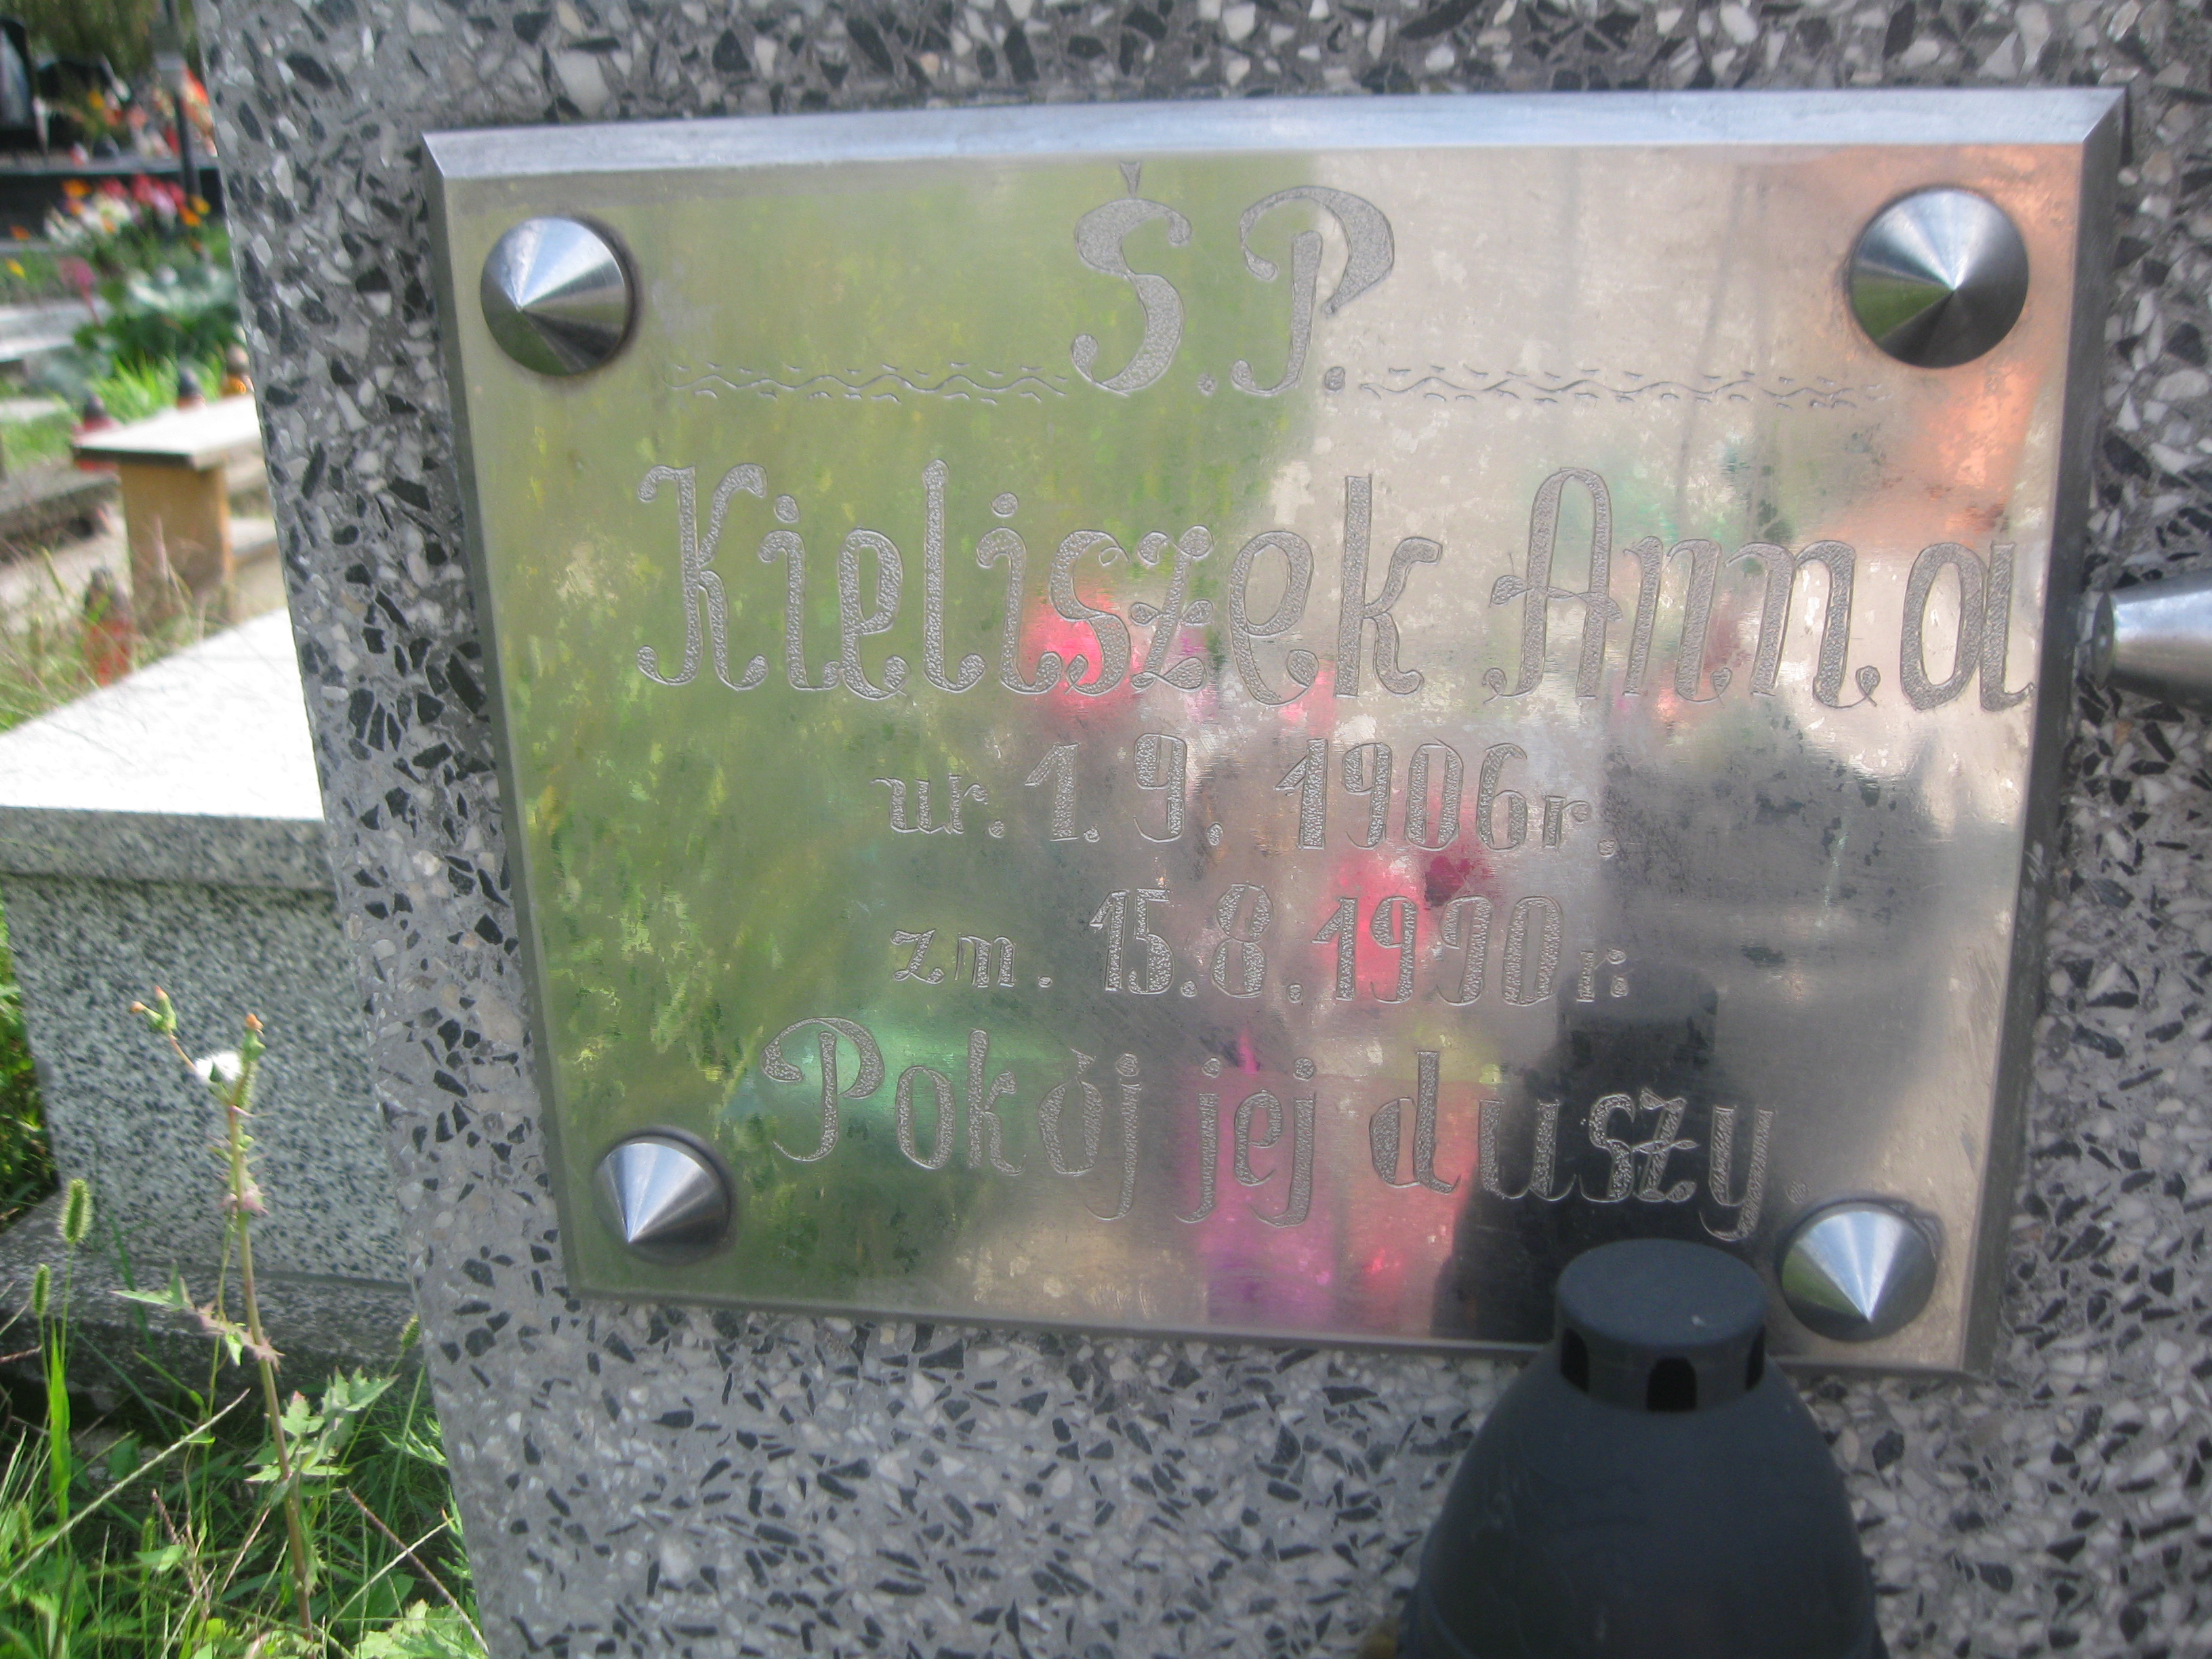 Ś.P.
Kieliszek Anna
ur. 1.9. 1906r.
zm. 15.8.1990r.
Pokój jej duszy